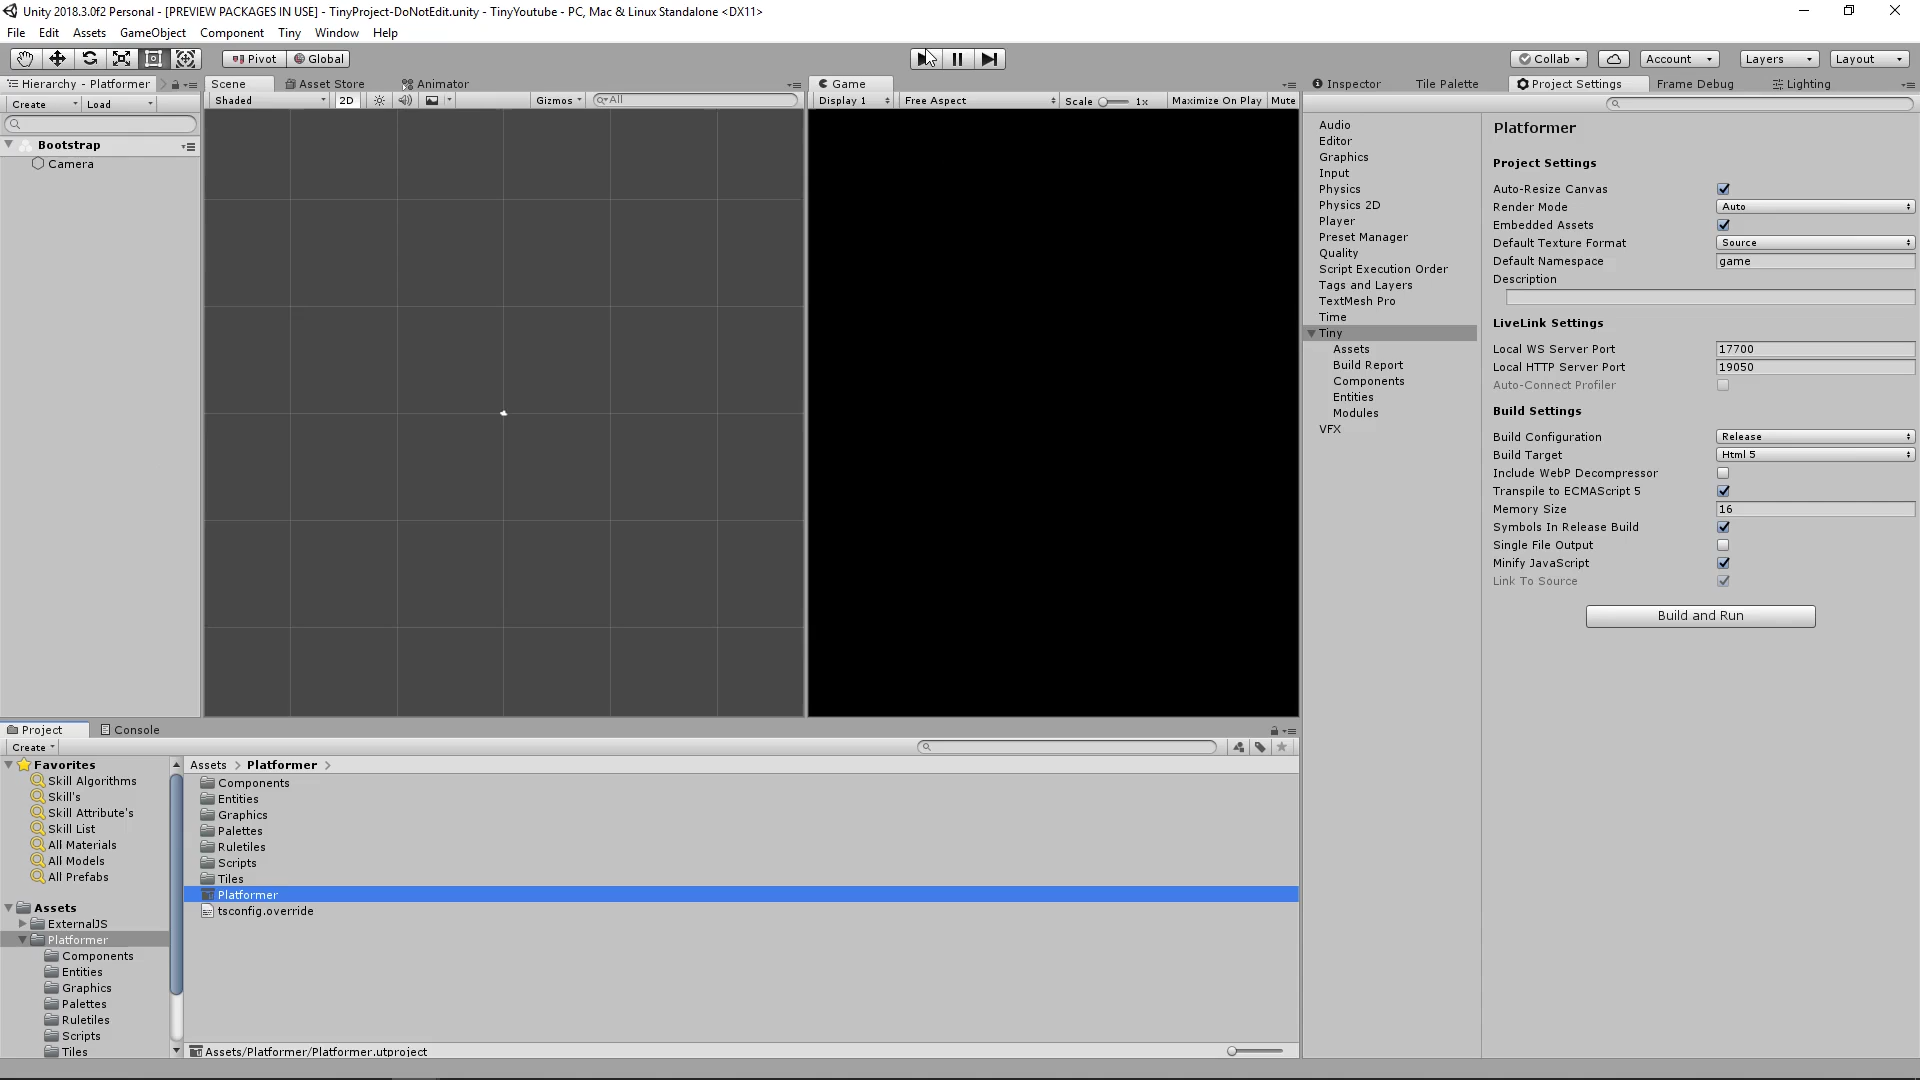 Unity 2018.3.0f2 Personal - [PREVIEW PACKAGES IN USE] - TinyProject-DoNotEdit.unity - TinyYoutube - PC, Mac & Linux Standalone <DX11>
File Edit Assets GameObject Component Tiny Window Help
Pivot Global Collab Account Layers Layout
Hierarchy - Platformer Scene Asset Store Animator Game Inspector Tile Palette Project Settings Frame Debug Lighting
Create Load Shaded 2D Gizmos All Display 1 Free Aspect Scale 1x Maximize On Play Mute
Bootstrap
Camera
Audio
Editor
Graphics
Input
Physics
Physics 2D
Player
Preset Manager
Quality
Script Execution Order
Tags and Layers
TextMesh Pro
Time
Tiny
Assets
Build Report
Components
Entities
Modules
VFX
Platformer
Project Settings
Auto-Resize Canvas
Render Mode Auto
Embedded Assets
Default Texture Format Source
Default Namespace game
Description
LiveLink Settings
Local WS Server Port 17700
Local HTTP Server Port 19050
Auto-Connect Profiler
Build Settings
Build Configuration Release
Build Target Html 5
Include WebP Decompressor
Transpile to ECMAScript 5
Memory Size 16
Symbols In Release Build
Single File Output
Minify JavaScript
Link To Source
Build and Run
Project Console
Create
Favorites
Skill Algorithms
Skill's
Skill Attribute's
Skill List
All Materials
All Models
All Prefabs
Assets
ExternalJS
Platformer
Components
Entities
Graphics
Palettes
Ruletiles
Scripts
Tiles
Assets > Platformer >
Components
Entities
Graphics
Palettes
Ruletiles
Scripts
Tiles
Platformer
tsconfig.override
Assets/Platformer/Platformer.utproject